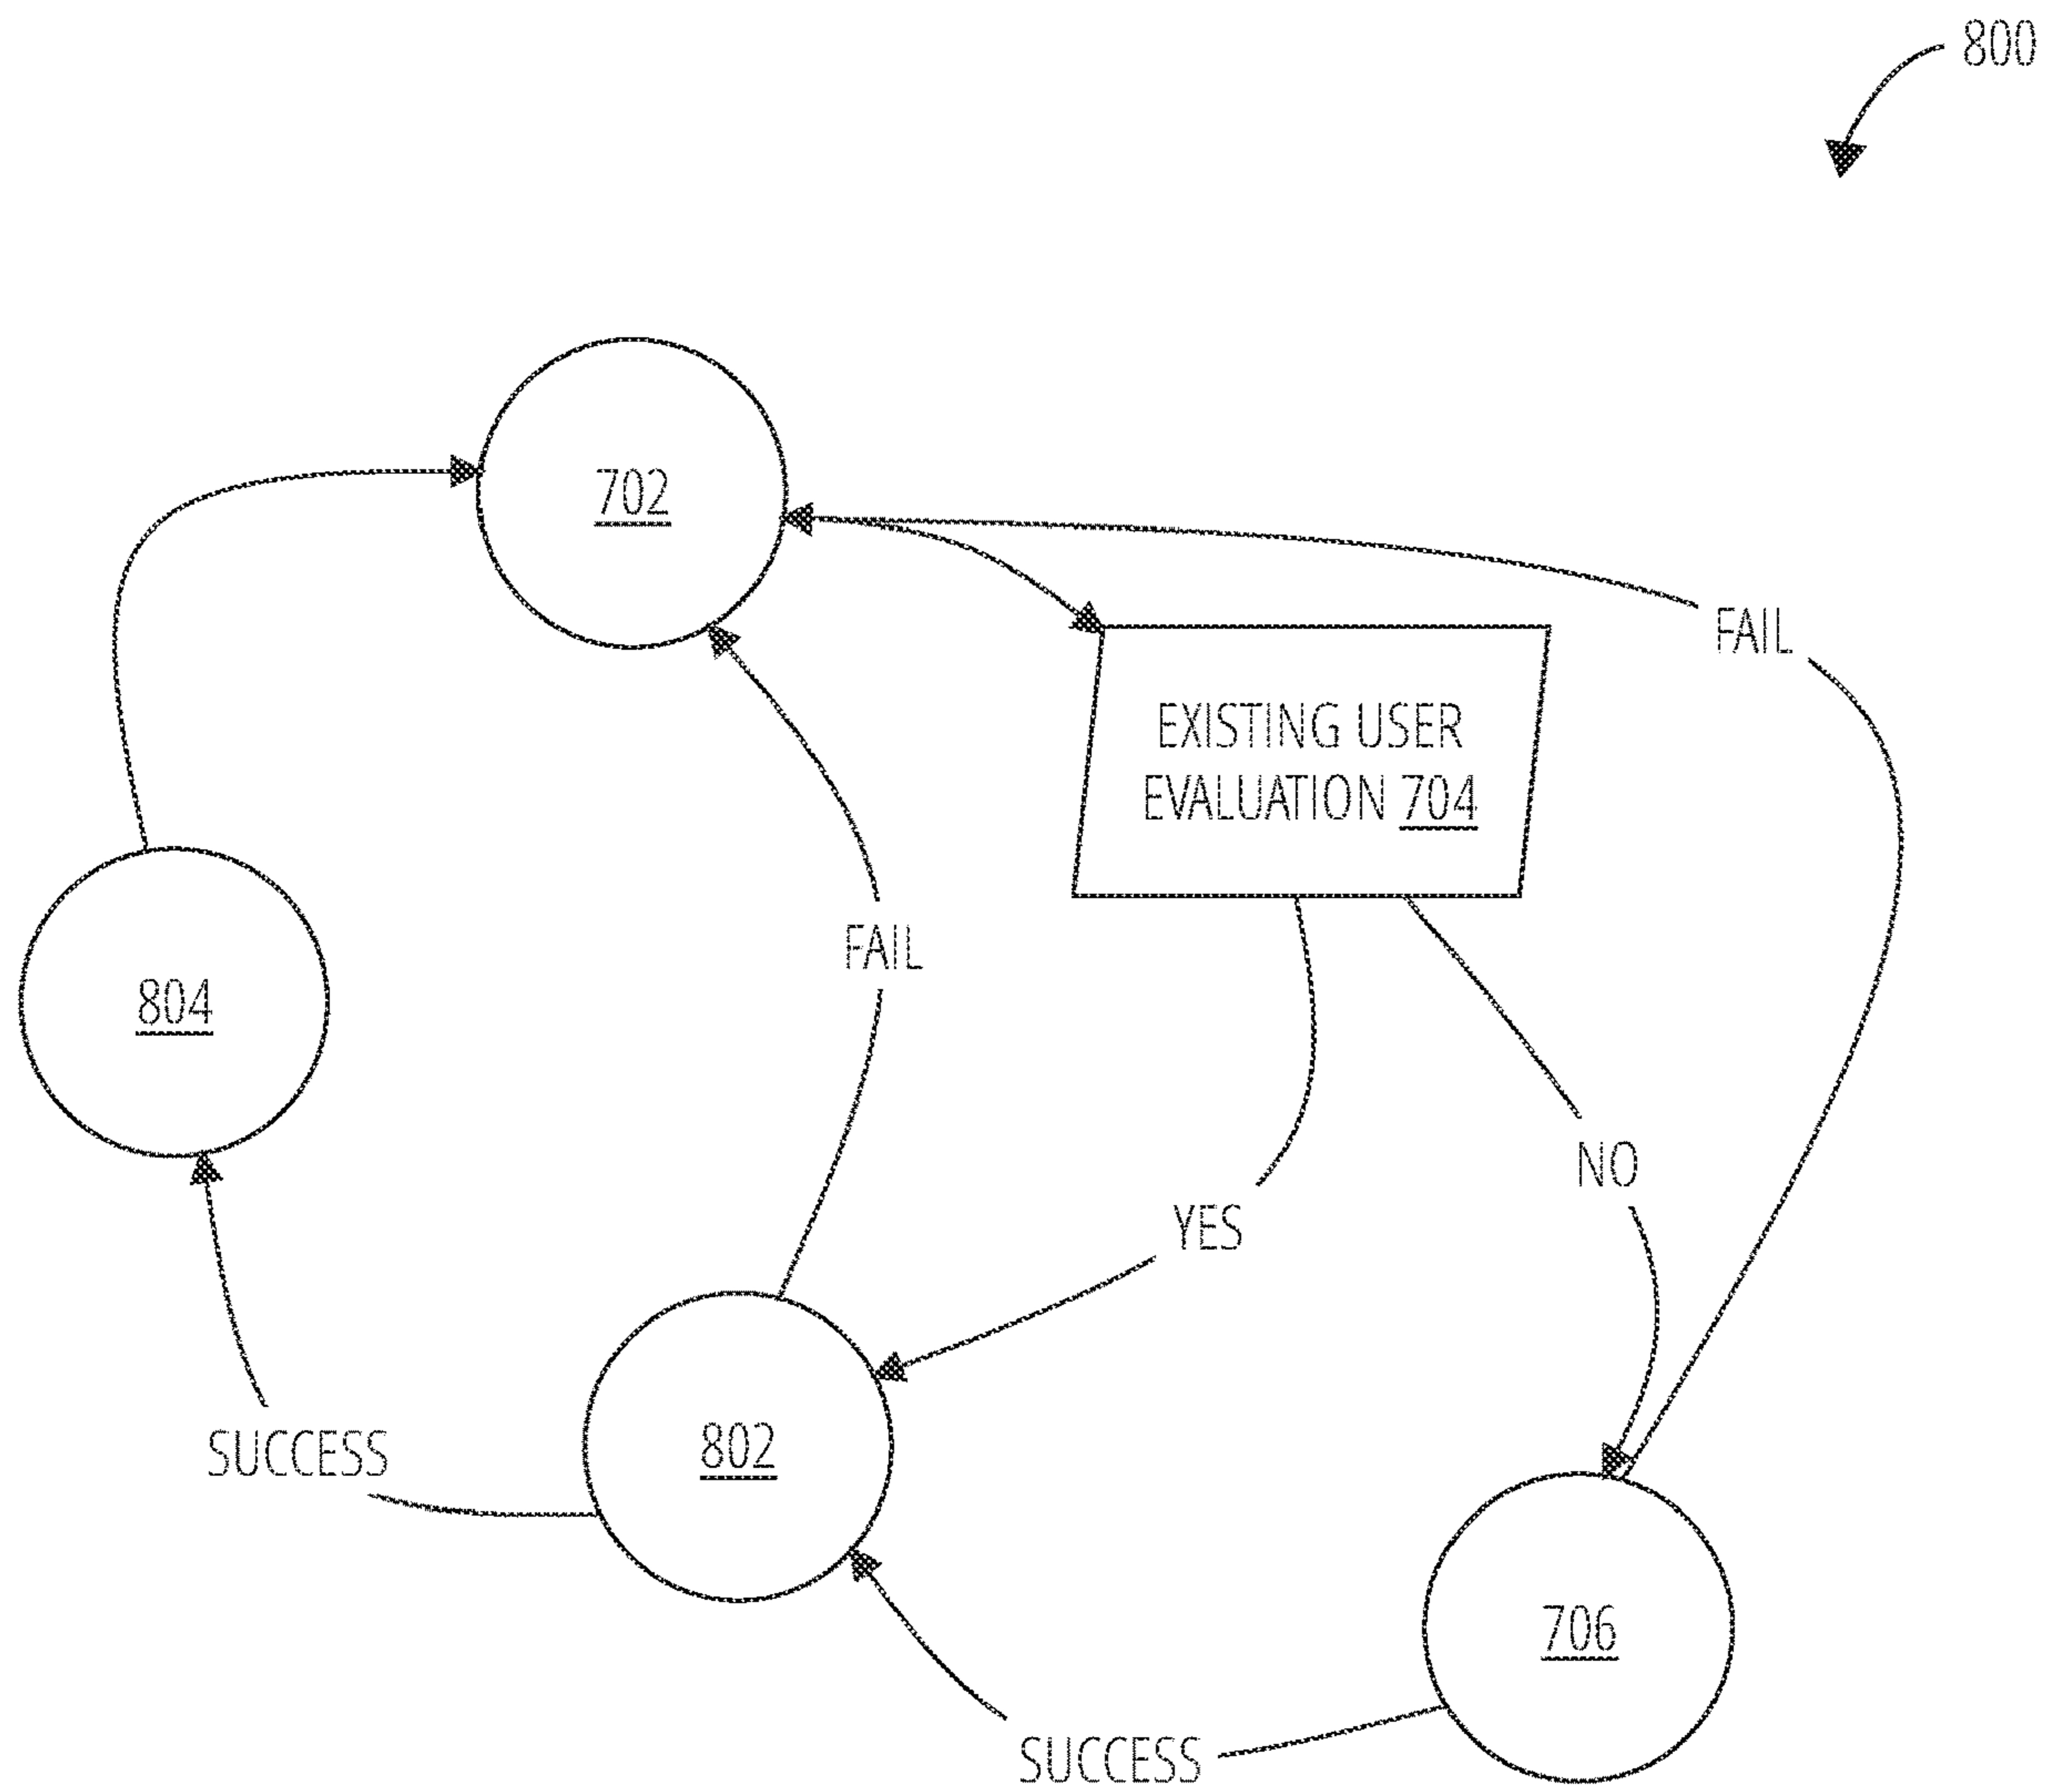 800
702
FAIL
EXISTING USER
EVALUATION 704
FAIL
804
NO
YES
802
SUCCESS
706
SUCCESS